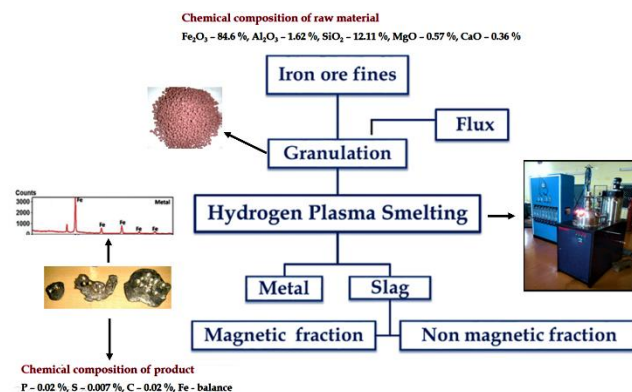 Chemical composition of raw material
Fe₂O₃ – 84.6 %, Al₂O₃ – 1.62 %, SiO₂ – 12.11 %, MgO – 0.57 %, CaO – 0.36 %
Iron ore fines
Flux
Granulation
Counts
3000
2000
1000
0
Fe
Metal
Fe
Fe
Fe
Fe
Hydrogen Plasma Smelting
Metal
Slag
Magnetic fraction
Non magnetic fraction
Chemical composition of product
P – 0.02 %, S – 0.007 %, C – 0.02 %, Fe - balance